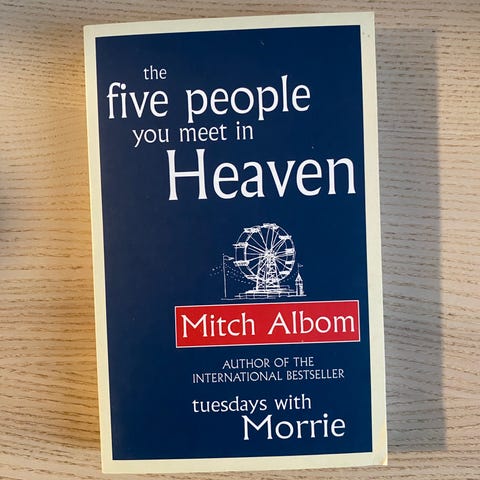 the
five people
you meet in
Heaven
Mitch Albom
AUTHOR OF THE
INTERNATIONAL BESTSELLER
tuesdays with
Morrie